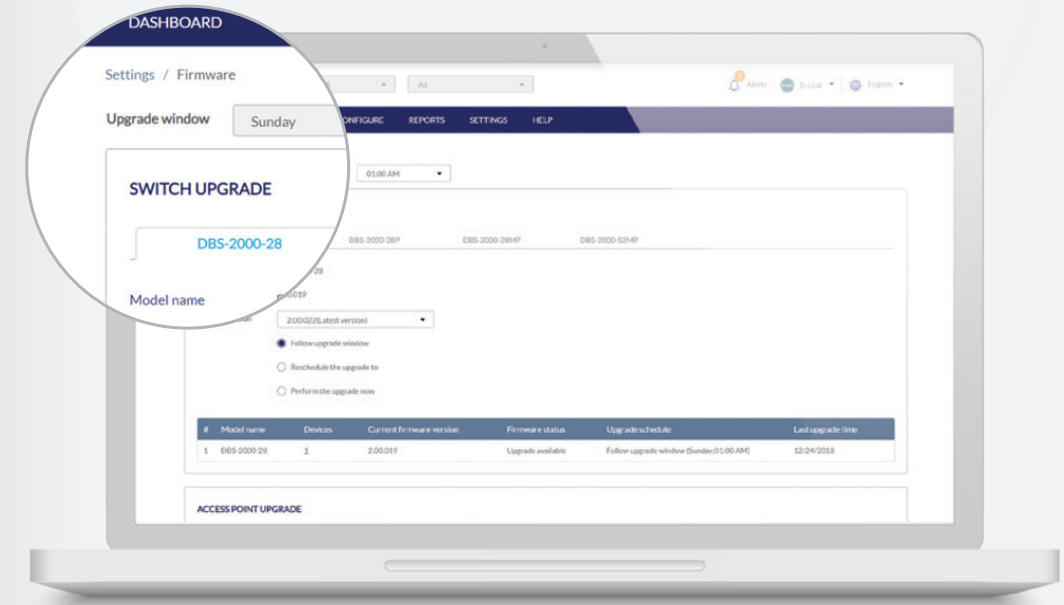 DASHBOARD
Settings / Firmware
All
Alerts
D-Link
English
Upgrade window Sunday
REPORTS SETTINGS HELP
01:00 AM
SWITCH UPGRADE
DBS-2000-28 DBS-2000-28P DBS-2000-28MP DBS-2000-52MP
Model name
2.00.022(Latest version)
Follow upgrade window
Reschedule the upgrade to
Perform the upgrade now
# Model name Devices Current firmware version Firmware status Upgrade schedule Last upgrade time
1 DBS-2000-28 1 2.00.019 Upgrade available Follow upgrade window (Sunday,01:00 AM) 12/24/2018
ACCESS POINT UPGRADE